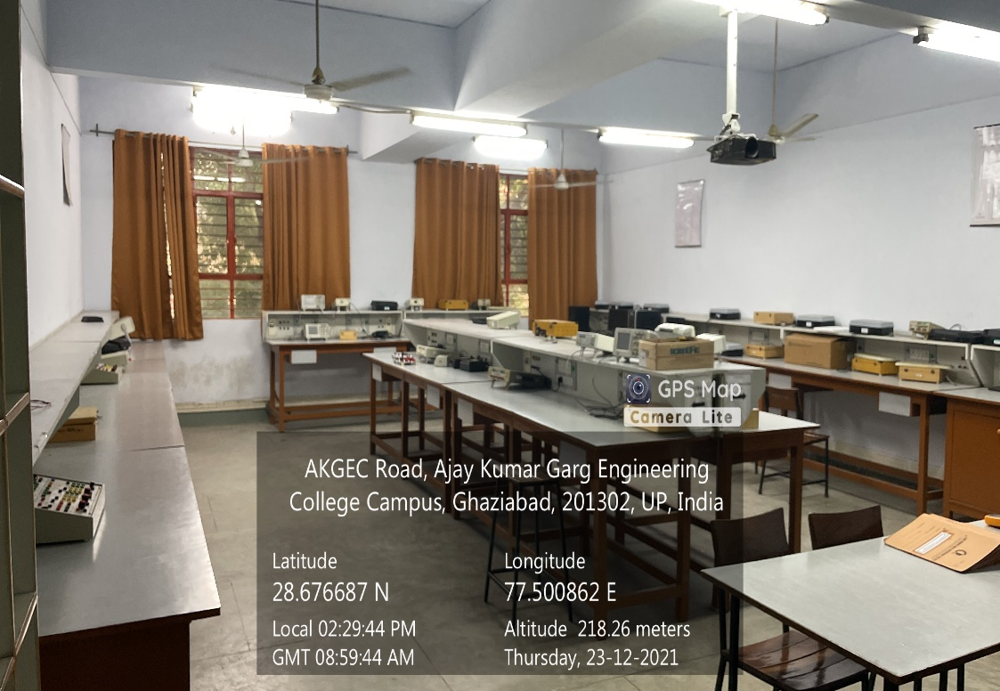 SCIENTIFIC
GPS Map
Camera Lite
AKGEC Road, Ajay Kumar Garg Engineering
College Campus, Ghaziabad, 201302, UP, India
Latitude
28.676687 N
Longitude
77.500862 E
Local 02:29:44 PM
GMT 08:59:44 AM
Altitude 218.26 meters
Thursday, 23-12-2021